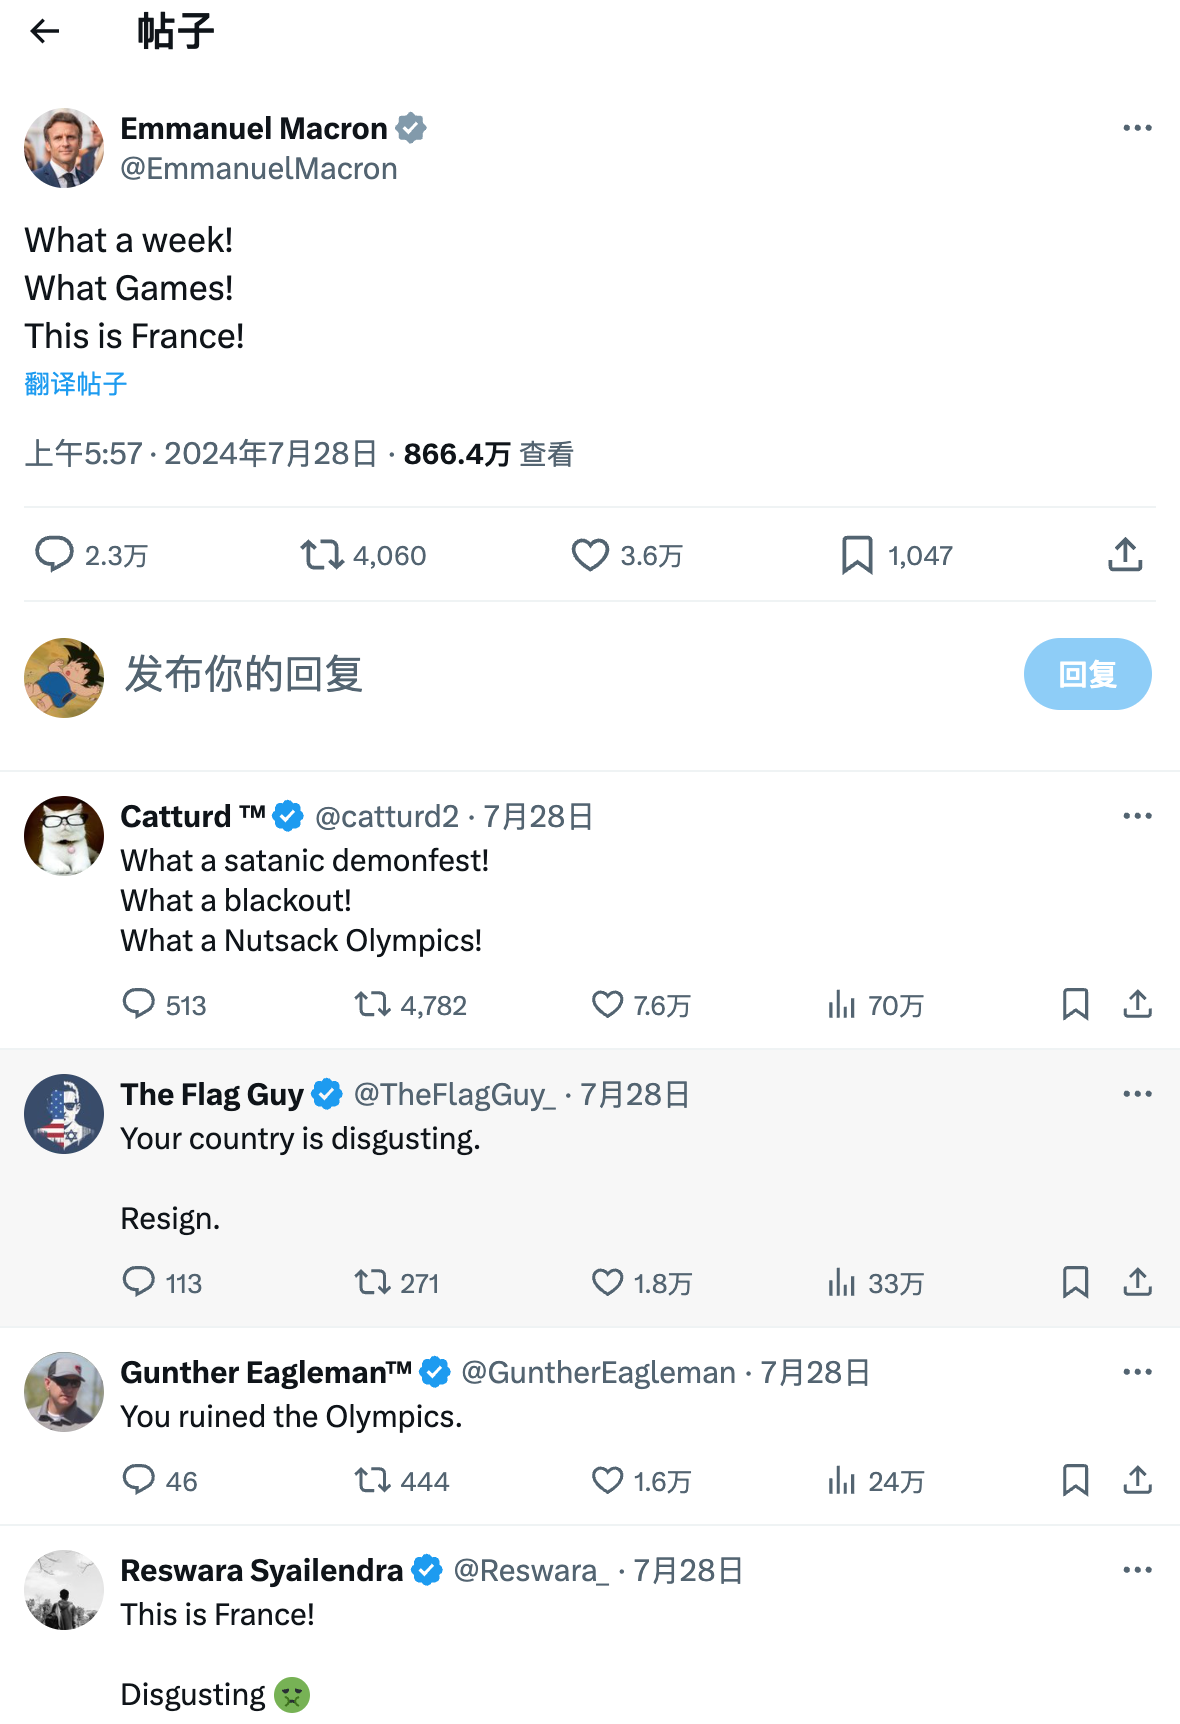 帖子
Emmanuel Macron
@EmmanuelMacron
What a week!
What Games!
This is France!
翻译帖子
上午5:57 · 2024年7月28日 · 866.4万 查看
2.3万 4,060 3.6万 1,047
发布你的回复 回复
Catturd ™ @catturd2 · 7月28日
What a satanic demonfest!
What a blackout!
What a Nutsack Olympics!
513 4,782 7.6万 70万
The Flag Guy @TheFlagGuy_ · 7月28日
Your country is disgusting.
Resign.
113 271 1.8万 33万
Gunther Eagleman™ @GuntherEagleman · 7月28日
You ruined the Olympics.
46 444 1.6万 24万
Reswara Syailendra @Reswara_ · 7月28日
This is France!
Disgusting